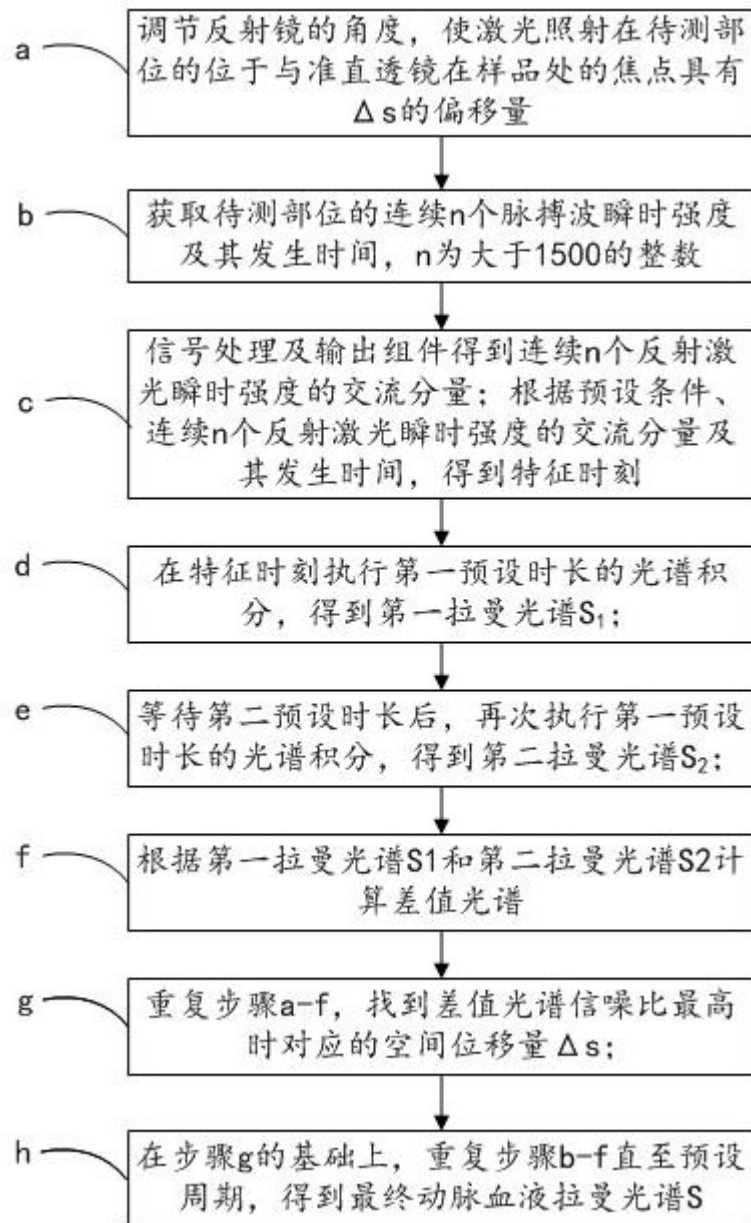 a
调节反射镜的角度，使激光照射在待测部
位的位于与准直透镜在样品处的焦点具有
Δs的偏移量
b
获取待测部位的连续n个脉搏波瞬时强度
及其发生时间，n为大于1500的整数
c
信号处理及输出组件得到连续n个反射激
光瞬时强度的交流分量；根据预设条件、
连续n个反射激光瞬时强度的交流分量及
其发生时间，得到特征时刻
d
在特征时刻执行第一预设时长的光谱积
分，得到第一拉曼光谱S₁；
e
等待第二预设时长后，再次执行第一预设
时长的光谱积分，得到第二拉曼光谱S₂；
f
根据第一拉曼光谱S1和第二拉曼光谱S2计
算差值光谱
g
重复步骤a-f，找到差值光谱信噪比最高
时对应的空间位移量Δs；
h
在步骤g的基础上，重复步骤b-f直至预设
周期，得到最终动脉血液拉曼光谱S